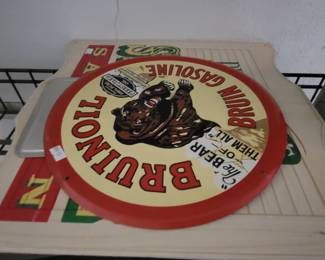 BRUIN GASOLINE!
BRUINOIL
The "BEAR
OF
THEM ALL"
S A N
N